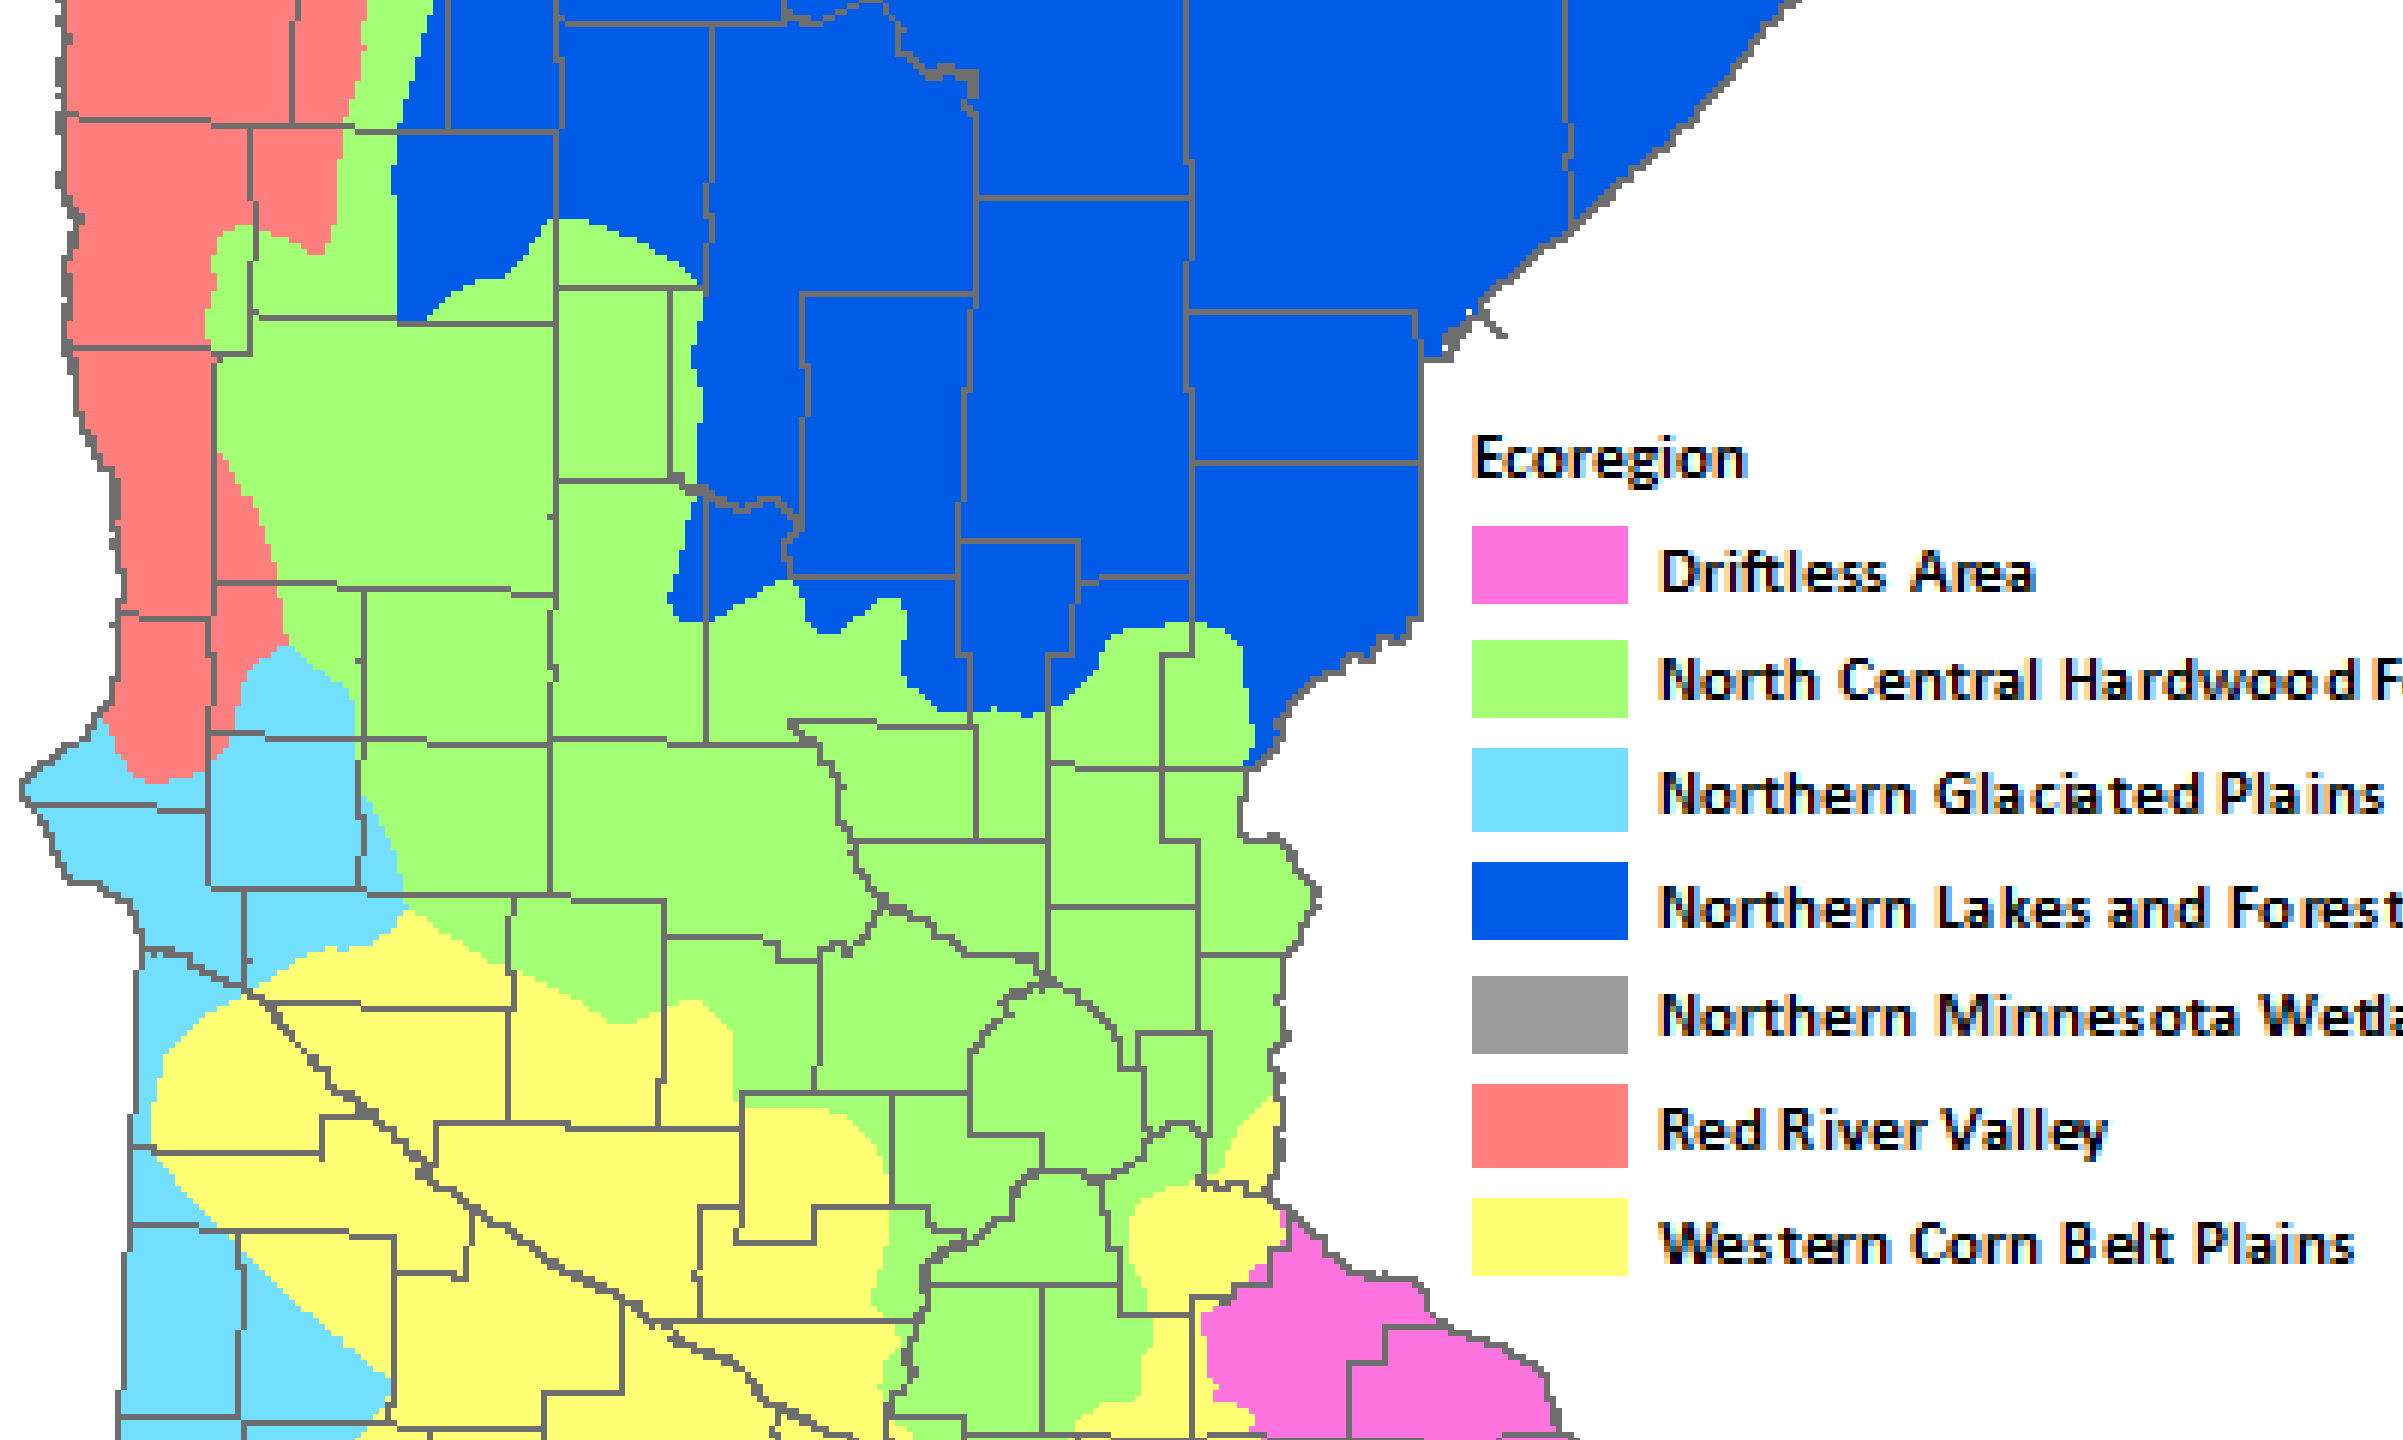 Ecoregion
Driftless Area
North Central Hardwood
Northern Glaciated Plains
Northern Lakes and Forest
Northern Minnesota
Red River Valley
Western Corn Belt Plains